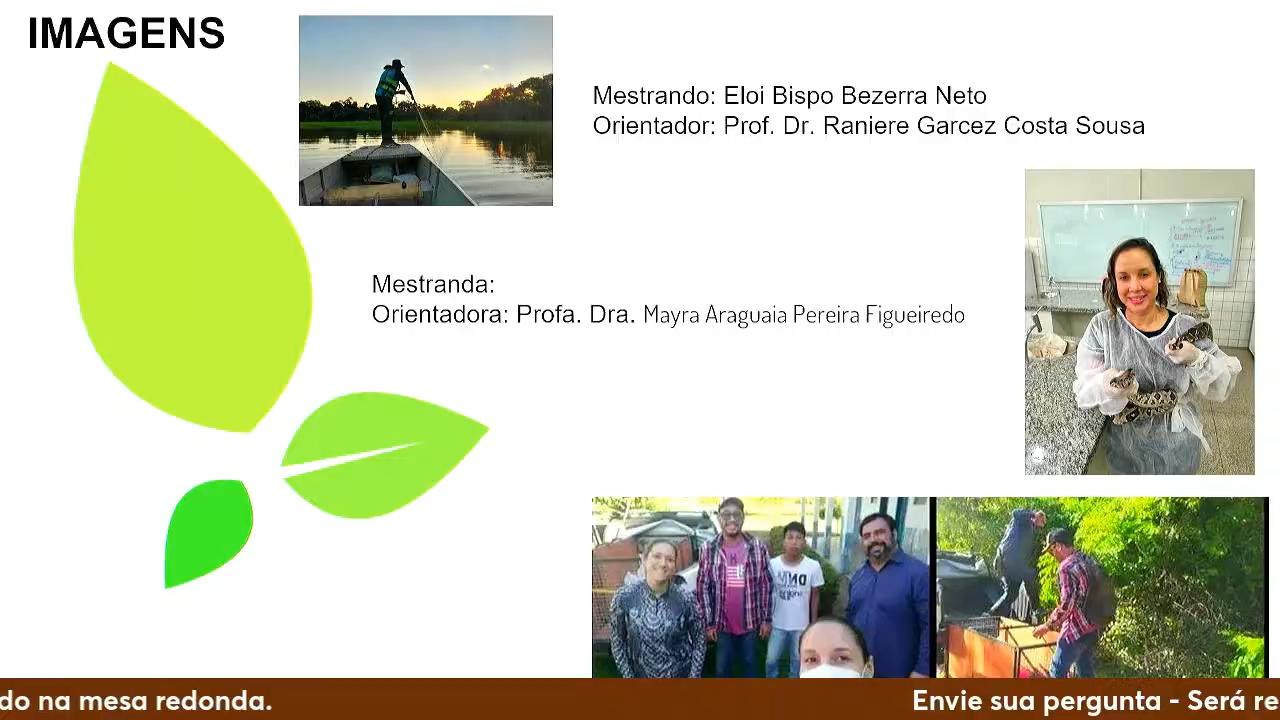 IMAGENS
Mestrando: Eloi Bispo Bezerra Neto
Orientador: Prof. Dr. Raniere Garcez Costa Sousa
Mestranda:
Orientadora: Profa. Dra. Mayra Araguaia Pereira Figueiredo
do na mesa redonda.
Envie sua pergunta - Será re